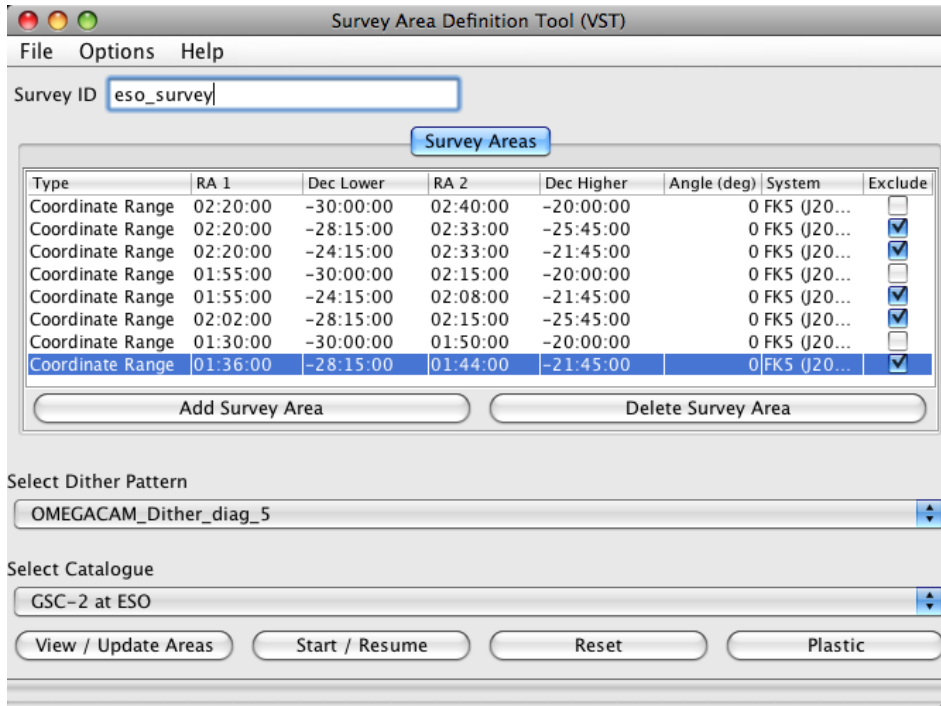 Survey Area Definition Tool (VST)
File Options Help
Survey ID eso_survey
Survey Areas
Type RA 1 Dec Lower RA 2 Dec Higher Angle (deg) System Exclude
Coordinate Range 02:20:00 -30:00:00 02:40:00 -20:00:00 0 FK5 (J20...
Coordinate Range 02:20:00 -28:15:00 02:33:00 -25:45:00 0 FK5 (J20...
Coordinate Range 02:20:00 -24:15:00 02:33:00 -21:45:00 0 FK5 (J20...
Coordinate Range 01:55:00 -30:00:00 02:15:00 -20:00:00 0 FK5 (J20...
Coordinate Range 01:55:00 -24:15:00 02:08:00 -21:45:00 0 FK5 (J20...
Coordinate Range 02:02:00 -28:15:00 02:15:00 -25:45:00 0 FK5 (J20...
Coordinate Range 01:30:00 -30:00:00 01:50:00 -20:00:00 0 FK5 (J20...
Coordinate Range 01:36:00 -28:15:00 01:44:00 -21:45:00 0 FK5 (J20...
Add Survey Area Delete Survey Area
Select Dither Pattern
OMEGACAM_Dither_diag_5
Select Catalogue
GSC-2 at ESO
View / Update Areas Start / Resume Reset Plastic